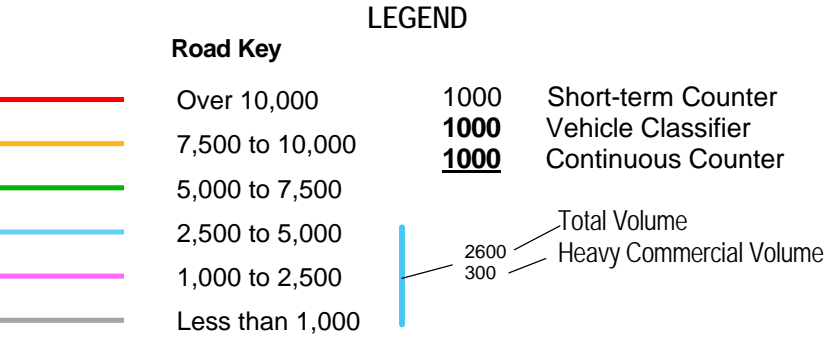 LEGEND
Road Key
Over 10,000
7,500 to 10,000
5,000 to 7,500
2,500 to 5,000
1,000 to 2,500
Less than 1,000
1000 Short-term Counter
1000 Vehicle Classifier
1000 Continuous Counter
2600 Total Volume
300 Heavy Commercial Volume